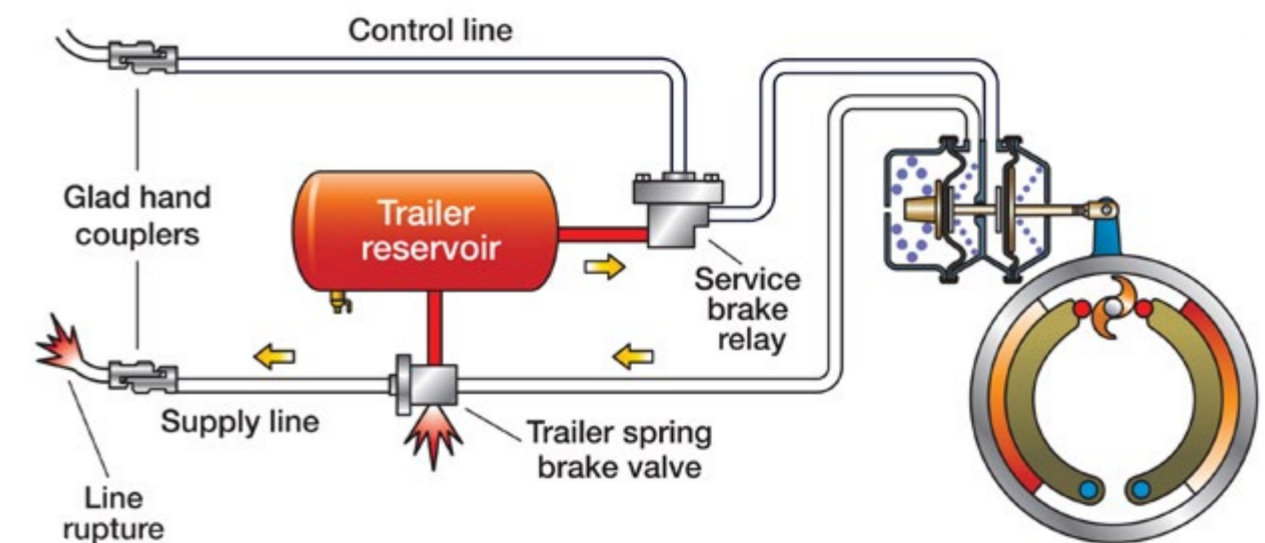 Control line
Glad hand
couplers
Trailer
reservoir
Service
brake
relay
Supply line
Trailer spring
brake valve
Line
rupture